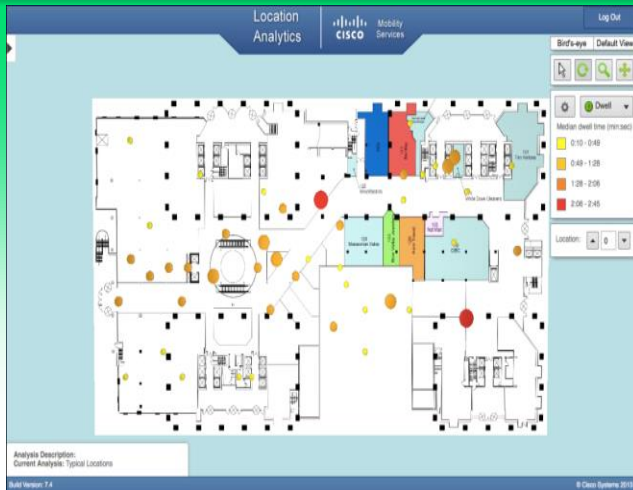 Location
Analytics
CISCO
Mobility
Services
Log Out
Bird's-eye
Default View
Dwell
Median dwell time (min:sec)
0:10 - 0:49
0:49 - 1:28
1:28 - 2:06
2:06 - 2:45
Location:
0
Analysis Description:
Current Analysis: Typical Locations
Build Version: 7.4
© Cisco Systems 2013